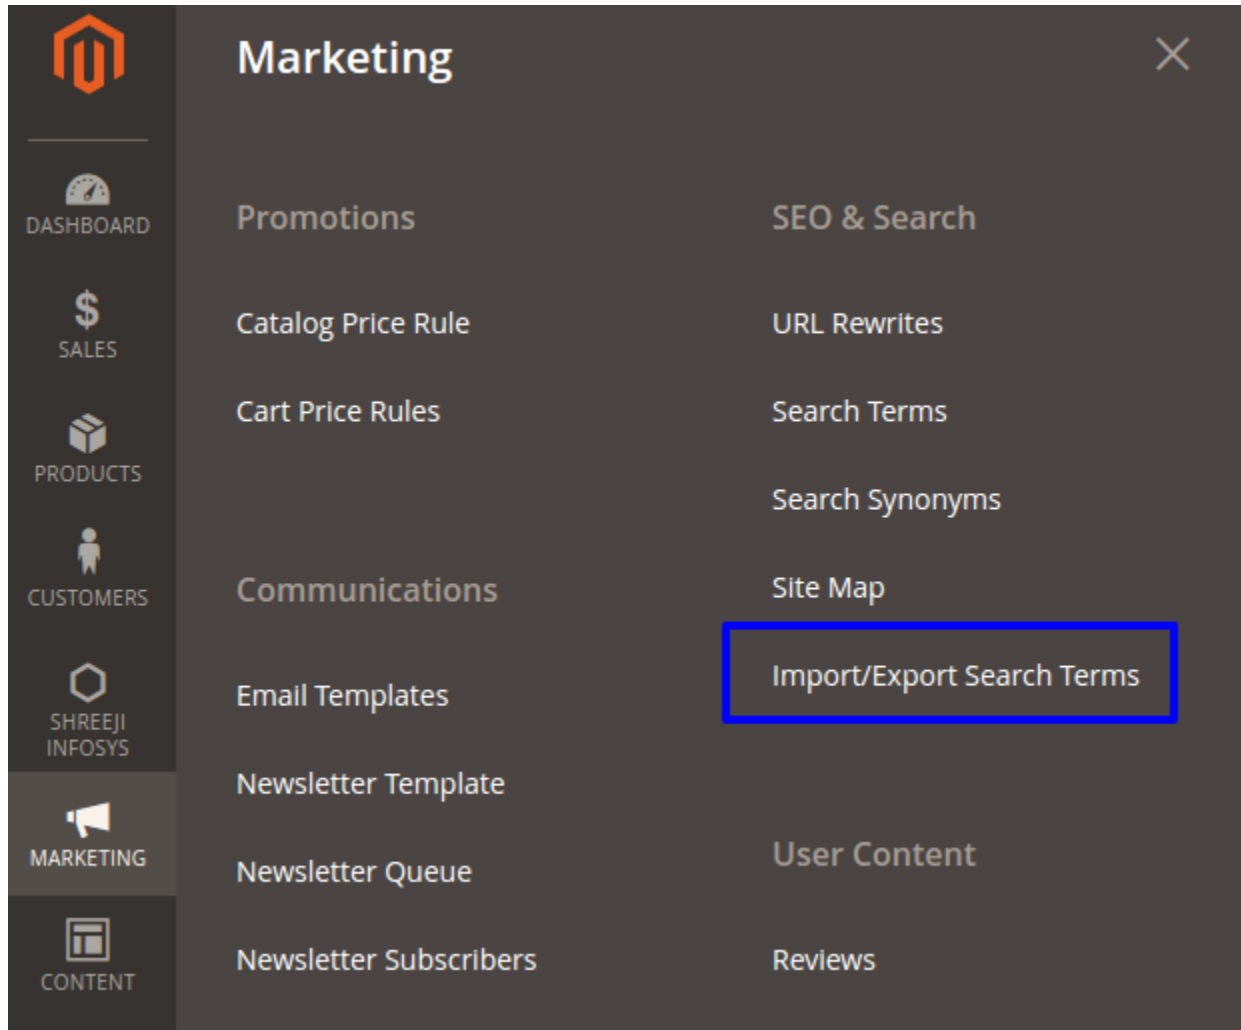 Marketing
DASHBOARD
SALES
PRODUCTS
CUSTOMERS
SHREEJI
INFOSYS
MARKETING
CONTENT
Promotions
Catalog Price Rule
Cart Price Rules
Communications
Email Templates
Newsletter Template
Newsletter Queue
Newsletter Subscribers
SEO & Search
URL Rewrites
Search Terms
Search Synonyms
Site Map
Import/Export Search Terms
User Content
Reviews